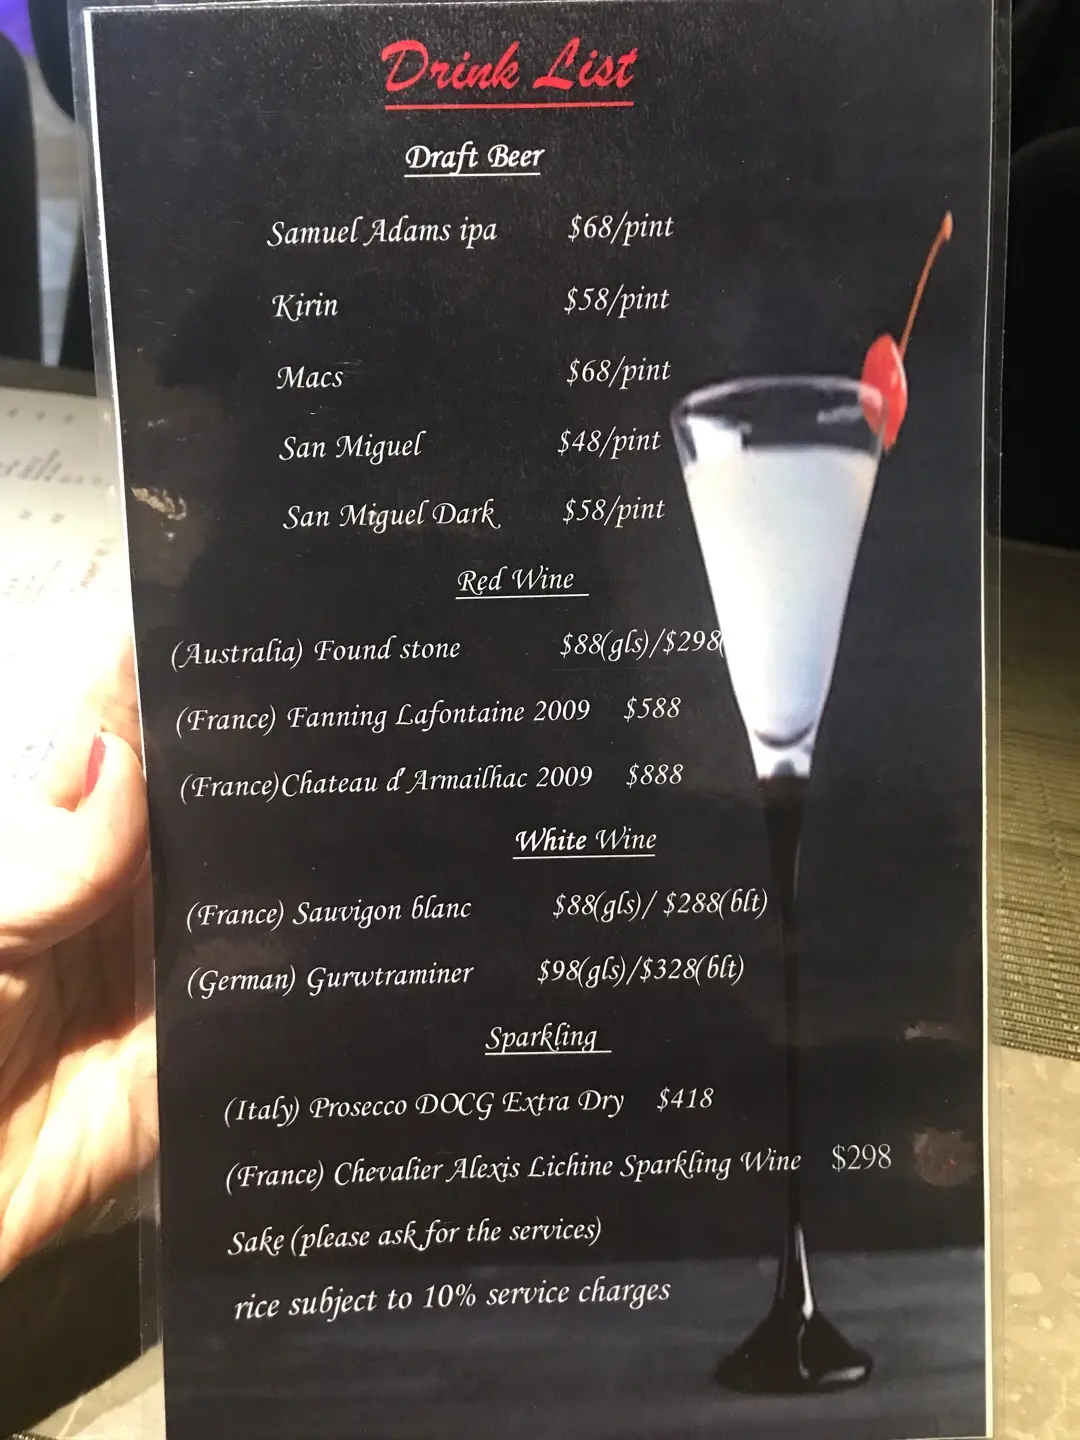 Drink List
Draft Beer
Samuel Adams ipa $68/pint
Kirin $58/pint
Macs $68/pint
San Miguel $48/pint
San Miguel Dark $58/pint
Red Wine
(Australia) Found stone $88(gls)/$298(
(France) Fanning Lafontaine 2009 $588
(France)Chateau d'Armailhac 2009 $888
White Wine
(France) Sauvigon blanc $88(gls)/ $288(blt)
(German) Gurwtraminer $98(gls)/$328(blt)
Sparkling
(Italy) Prosecco DOCG Extra Dry $418
(France) Chevalier Alexis Lichine Sparkling Wine $298
Sake (please ask for the services)
rice subject to 10% service charges